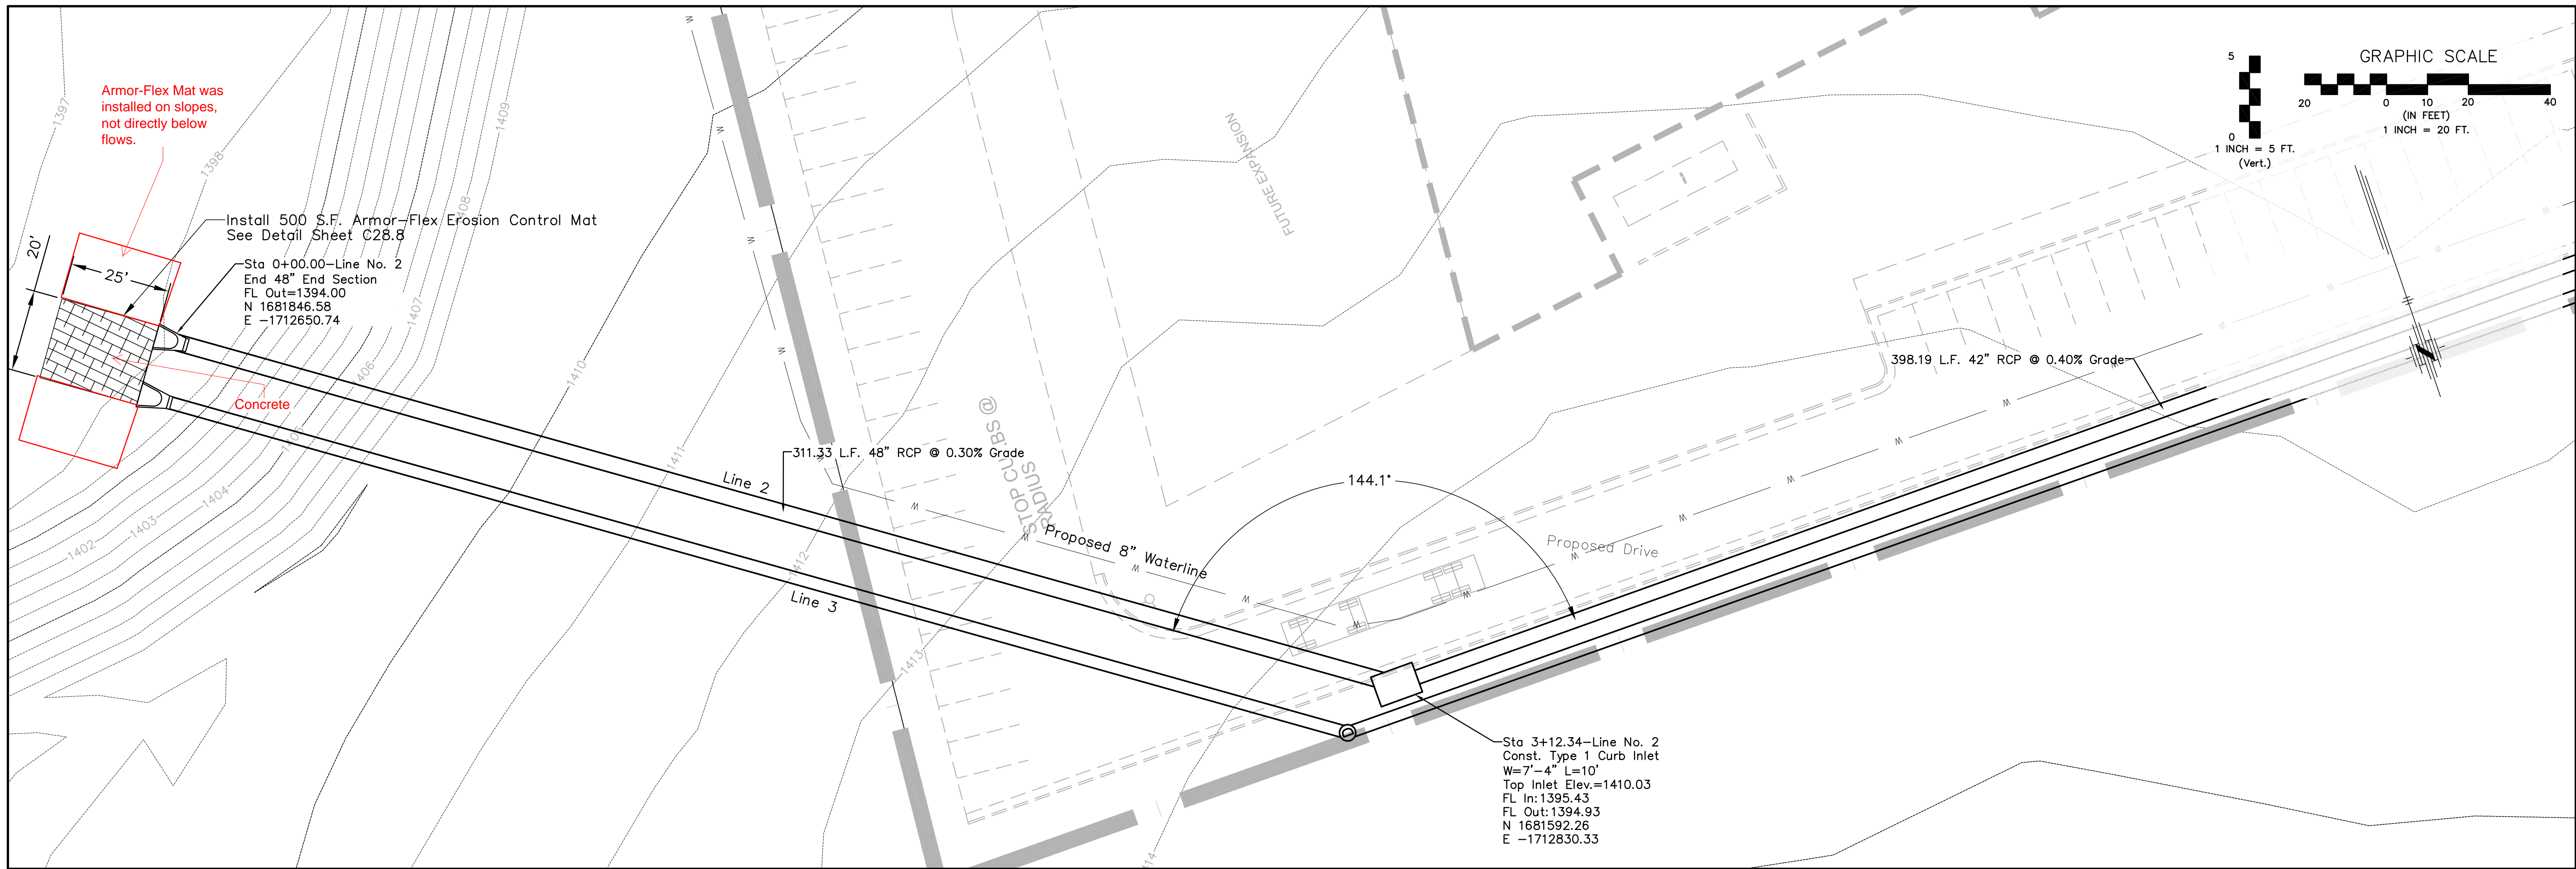 Armor-Flex Mat was
installed on slopes,
not directly below
flows.
1397
1398
1409
1408
1407
1406
1405
1404
1403
1402
Install 500 S.F. Armor-Flex Erosion Control Mat
See Detail Sheet C28.8
20'
25'
Sta 0+00.00-Line No. 2
End 48" End Section
FL Out=1394.00
N 1681846.58
E -1712650.74
Concrete
1410
1411
1412
1413
414
Line 2
311.33 L.F. 48" RCP @ 0.30% Grade
Line 3
W
W
W
W
W
STOP
@
RADIUS
Proposed 8" Waterline
W
W
W
W
W
W
144.1°
Proposed Drive
W
W
W
W
W
W
W
W
W
W
FUTURE EXPANSION
398.19 L.F. 42" RCP @ 0.40% Grade
Sta 3+12.34-Line No. 2
Const. Type 1 Curb Inlet
W=7'-4" L=10'
Top Inlet Elev.=1410.03
FL In:1395.43
FL Out:1394.93
N 1681592.26
E -1712830.33
5
0
1 INCH = 5 FT.
(Vert.)
GRAPHIC SCALE
20 0 10 20 40
(IN FEET)
1 INCH = 20 FT.